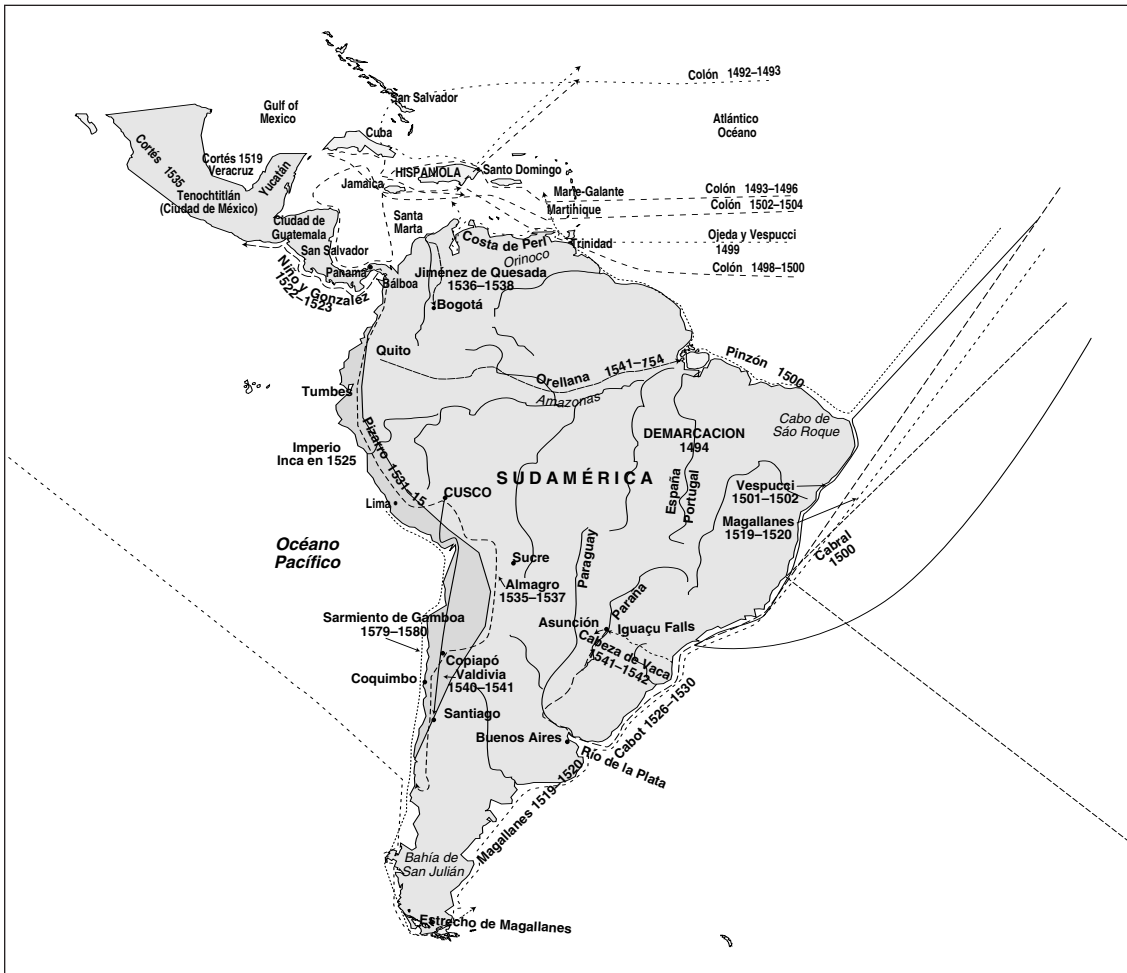 Colón 1492–1493
San Salvador
Gulf of
Mexico
Atlántico
Océano
Cuba
Cortés 1535
Cortés 1519
Veracruz
Yucatán
HISPANIOLA
Santo Domingo
Jamaica
Marie-Galante
Colón 1493–1496
Tenochtitlán
(Ciudad de México)
Colón 1502–1504
Martinique
Ciudad de
Guatemala
Santa
Marta
Ojeda y Vespucci
1499
Costa de Perl
Trinidad
San Salvador
Orinoco
Colón 1498–1500
Niño y Gonzalez
1522–1523
Panamá
Bálboa
Jiménez de Quesada
1536–1538
Bogotá
Quito
Orellana 1541–154
Pinzón 1500
Tumbes
Amazonas
Cabo de
Sáo Roque
Pizarro 1531–15
DEMARCACION
1494
Imperio
Inca en 1525
SUDAMÉRICA
España
Portugal
Vespucci
1501–1502
CUSCO
Lima
Magallanes
1519–1520
Cabral
1500
Océano
Pacífico
Sucre
Paraguay
Almagro
1535–1537
Paraña
Sarmiento de Gamboa
1579–1580
Asunción
Iguaçu Falls
Cabeza de Vaca
1541–1542
Copiapó
Valdivia
1540–1541
Coquimbo
Santiago
Cabot 1526–1530
Buenos Aires
Río de la Plata
Magallanes 1519–1520
Bahía de
San Julián
Estrecho de Magallanes